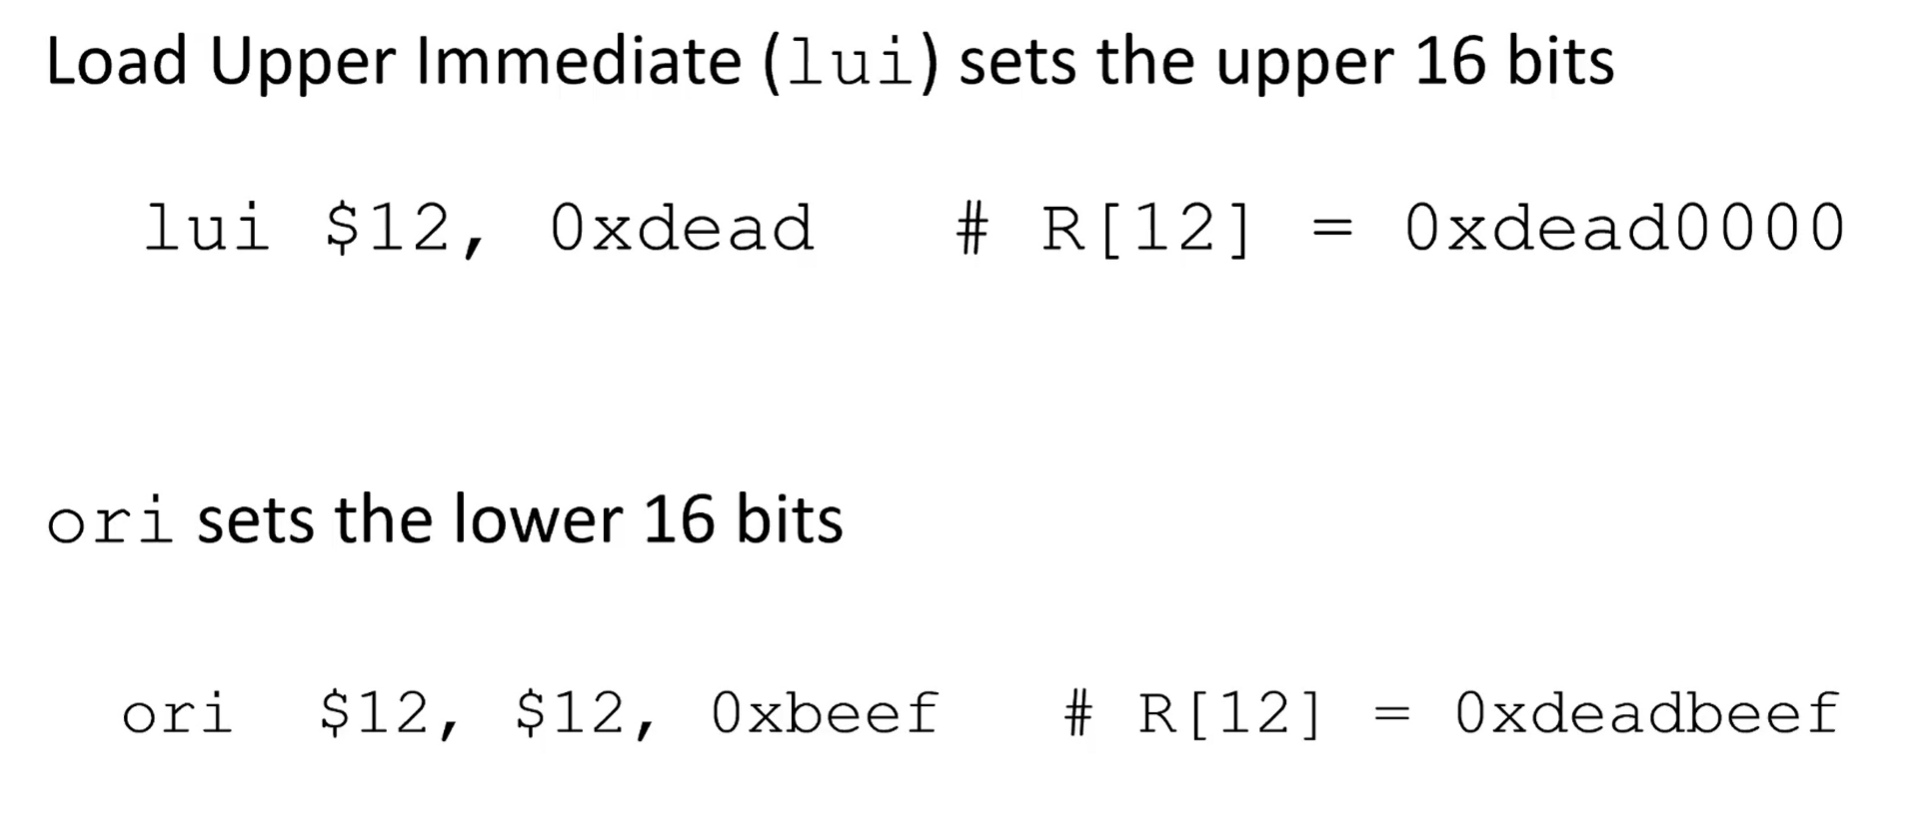 Load Upper Immediate (lui) sets the upper 16 bits
lui $12, 0xdead # R[12] = 0xdead0000
ori sets the lower 16 bits
ori $12, $12, 0xbeef # R[12] = 0xdeadbeef